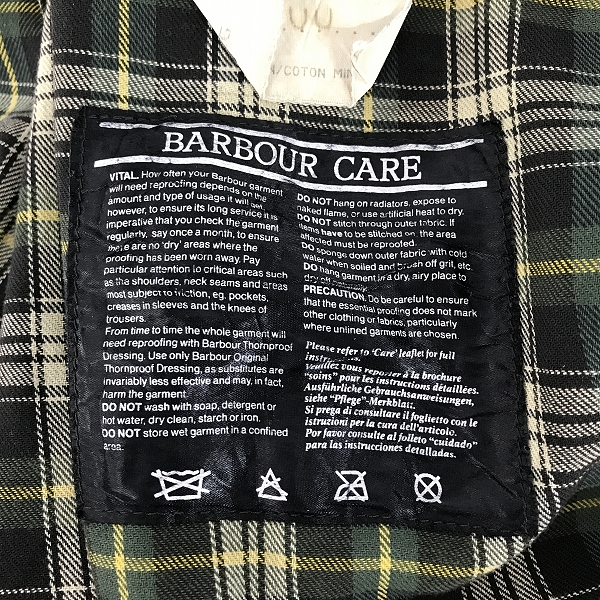 /COTON MIN
BARBOUR CARE
VITAL. How often your Barbour garment
will need reproofing depends on the
amount and type of usage it will get,
however, to ensure its long service it is
imperative that you check the garment
regularly, say once a month, to ensure
there are no 'dry' areas where the
proofing has been worn away. Pay
particular attention to critical areas such
as the shoulders, neck seams and areas
most subject to friction, eg. pockets,
creases in sleeves and the knees of
trousers.
From time to time the whole garment will
need reproofing with Barbour Thornproof
Dressing. Use only Barbour Original
Thornproof Dressing, as substitutes are
invariably less effective and may, in fact,
harm the garment.
DO NOT wash with soap, detergent or
hot water, dry clean, starch or iron.
DO NOT store wet garment in a confined
area.
DO NOT hang on radiators, expose to
naked flame, or use artificial heat to dry.
DO NOT stitch through outer fabric. If
items have to be stitched on, the area
affected must be reproofed.
DO sponge down outer fabric with cold
water when soiled and brush off grit, etc.
DO hang garment in a dry, airy place to
dry off naturally.
PRECAUTION. Do be careful to ensure
that the essential proofing does not mark
other clothing or fabrics, particularly
where unlined garments are chosen.
Please refer to 'Care' leaflet for full
instructions.
Veuillez vous reporter à la brochure
"soins" pour les instructions détaillées.
Ausführliche Gebrauchsanweisungen,
siehe "Pflege"-Merkblatt.
Si prega di consultare il foglietto con le
istruzioni per la cura dell'articolo.
Por favor consulte al folleto "cuidado"
para las instrucciones detalladas.